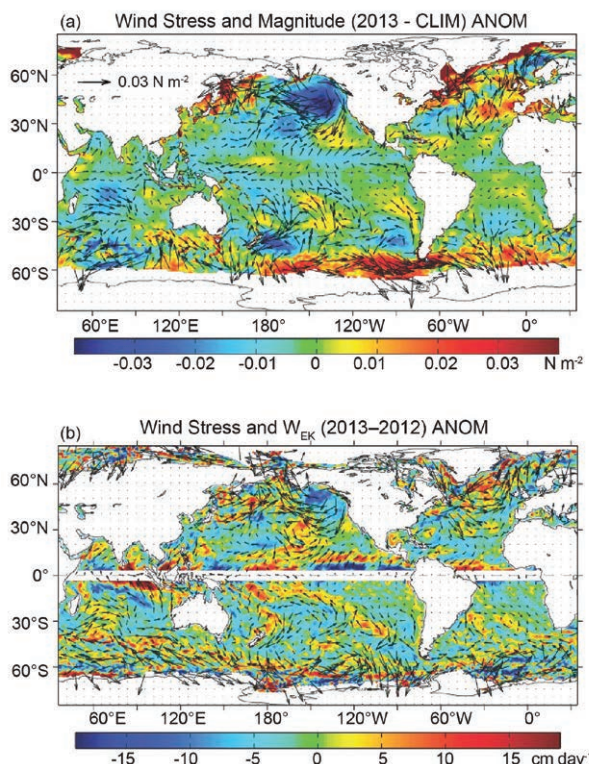 (a) Wind Stress and Magnitude (2013 - CLIM) ANOM
0.03 N m-2
60°N
30°N
0°
30°S
60°S
60°E 120°E 180° 120°W 60°W 0°
-0.03 -0.02 -0.01 0 0.01 0.02 0.03 N m-2
(b) Wind Stress and WEK (2013–2012) ANOM
60°N
30°N
0°
30°S
60°S
60°E 120°E 180° 120°W 60°W 0°
-15 -10 -5 0 5 10 15 cm day-1